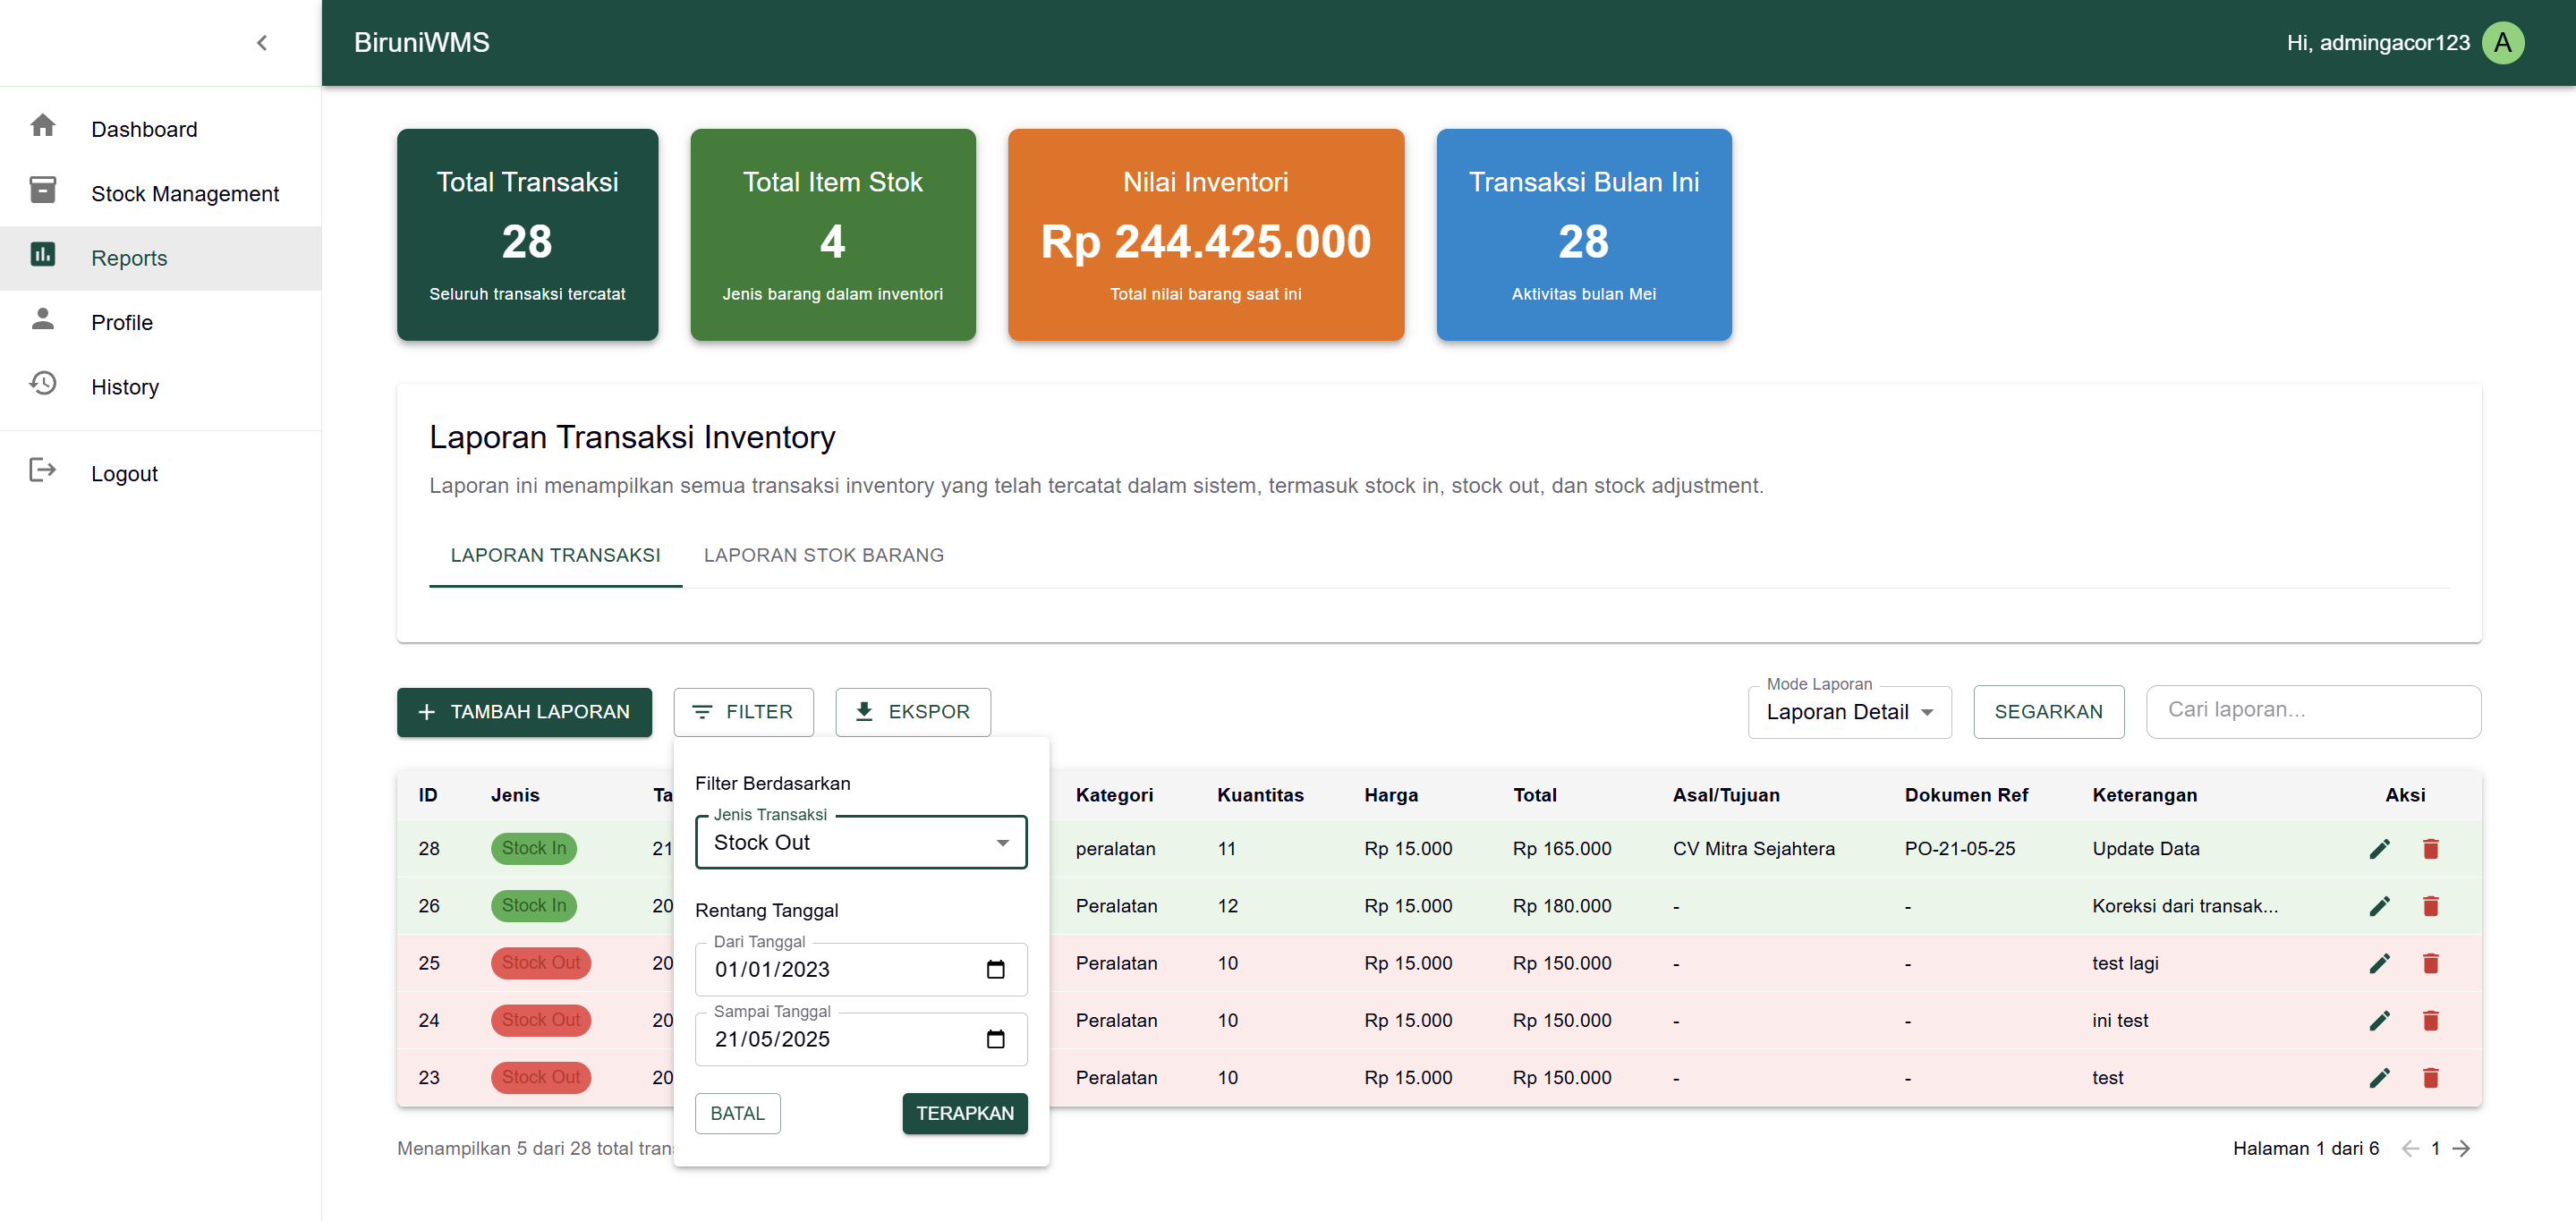 BiruniWMS
Hi, admingacor123
A
Dashboard
Stock Management
Reports
Profile
History
Logout
Total Transaksi
28
Seluruh transaksi tercatat
Total Item Stok
4
Jenis barang dalam inventori
Nilai Inventori
Rp 244.425.000
Total nilai barang saat ini
Transaksi Bulan Ini
28
Aktivitas bulan Mei
Laporan Transaksi Inventory
Laporan ini menampilkan semua transaksi inventory yang telah tercatat dalam sistem, termasuk stock in, stock out, dan stock adjustment.
LAPORAN TRANSAKSI LAPORAN STOK BARANG
TAMBAH LAPORAN FILTER EKSPOR
Mode Laporan
Laporan Detail
SEGARKAN
Cari laporan...
Filter Berdasarkan
Jenis Transaksi
Stock Out
Rentang Tanggal
Dari Tanggal
01/01/2023
Sampai Tanggal
21/05/2025
BATAL TERAPKAN
ID Jenis Ta Kategori Kuantitas Harga Total Asal/Tujuan Dokumen Ref Keterangan Aksi
28 Stock In 21 peralatan 11 Rp 15.000 Rp 165.000 CV Mitra Sejahtera PO-21-05-25 Update Data
26 Stock In 20 Peralatan 12 Rp 15.000 Rp 180.000 - - Koreksi dari transak...
25 Stock Out 20 Peralatan 10 Rp 15.000 Rp 150.000 - - test lagi
24 Stock Out 20 Peralatan 10 Rp 15.000 Rp 150.000 - - ini test
23 Stock Out 20 Peralatan 10 Rp 15.000 Rp 150.000 - - test
Menampilkan 5 dari 28 total tran
Halaman 1 dari 6 1